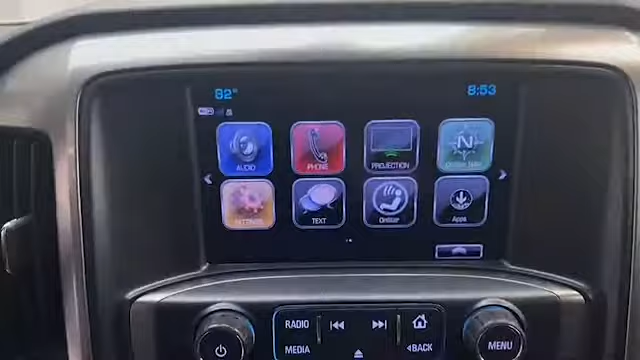 82° 8:53
AUDIO PHONE PROJECTION
N
TEXT OnStar Apps
RADIO
MENU
MEDIA BACK